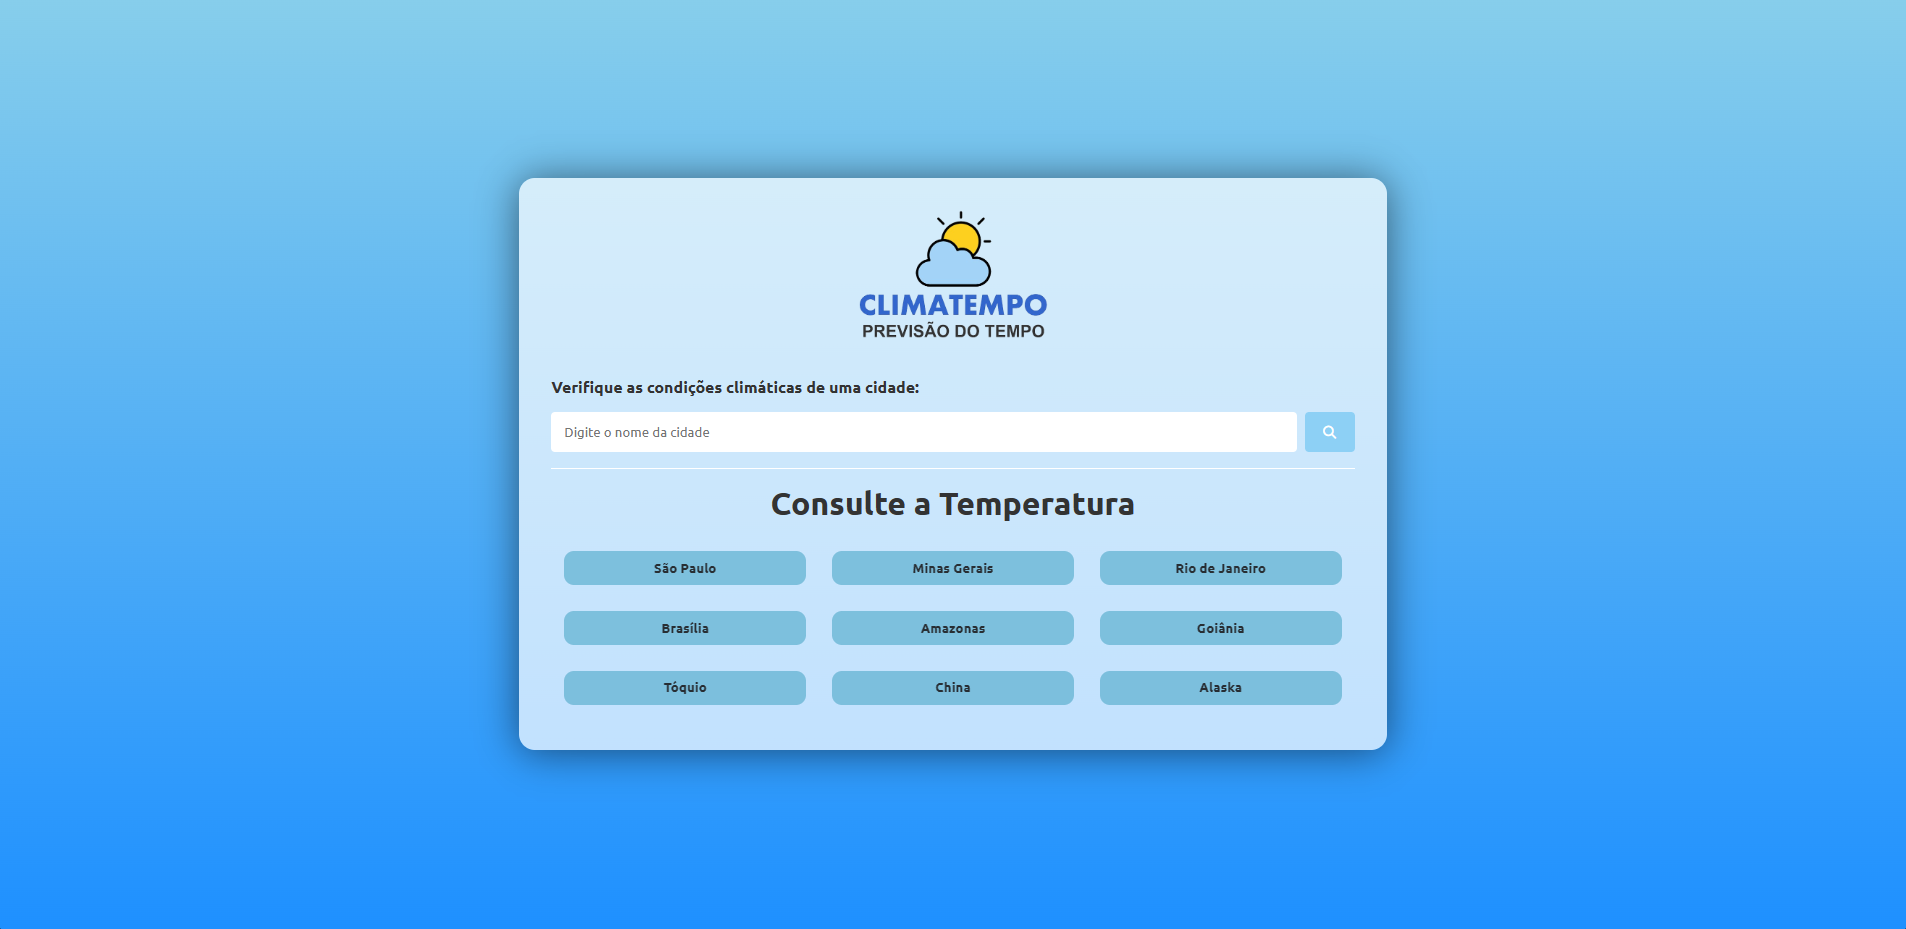 CLIMATEMPO
PREVISÃO DO TEMPO
Verifique as condições climáticas de uma cidade:
Digite o nome da cidade
Consulte a Temperatura
São Paulo
Minas Gerais
Rio de Janeiro
Brasília
Amazonas
Goiânia
Tóquio
China
Alaska